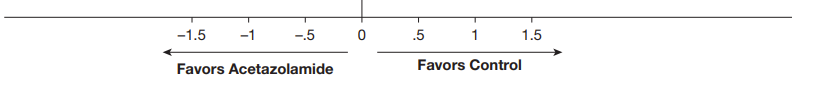 –1.5 –1 –.5 0 .5 1 1.5
Favors Acetazolamide Favors Control